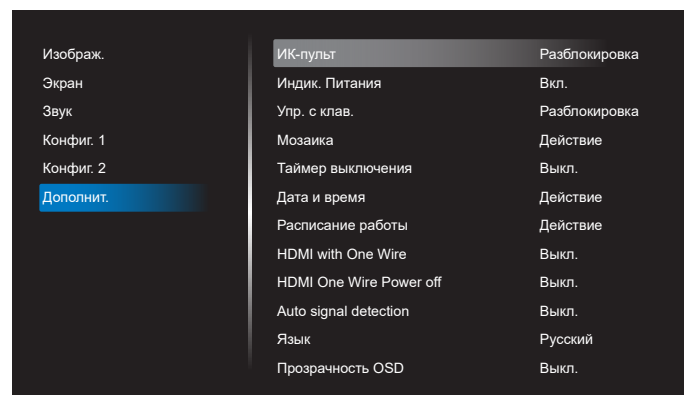 Изображ.
Экран
Звук
Конфиг. 1
Конфиг. 2
Дополнит.
ИК-пульт Разблокировка
Индик. Питания Вкл.
Упр. с клав. Разблокировка
Мозаика Действие
Таймер выключения Выкл.
Дата и время Действие
Расписание работы Действие
HDMI with One Wire Выкл.
HDMI One Wire Power off Выкл.
Auto signal detection Выкл.
Язык Русский
Прозрачность OSD Выкл.